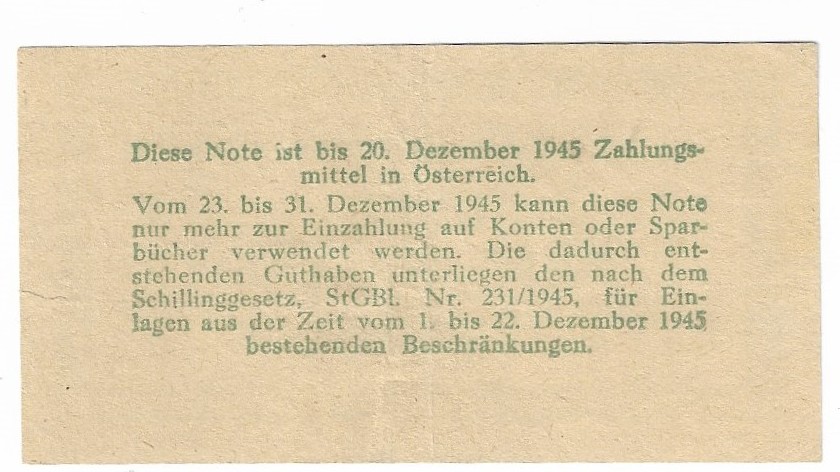 Diese Note ist bis 20. Dezember 1945 Zahlungs-
mittel in Österreich.
Vom 23. bis 31. Dezember 1945 kann diese Note
nur mehr zur Einzahlung auf Konten oder Spar-
bücher verwendet werden. Die dadurch ent-
stehenden Guthaben unterliegen den nach dem
Schillinggesetz, StGBl. Nr. 231/1945, für Ein-
lagen aus der Zeit vom 1. bis 22. Dezember 1945
bestehenden Beschränkungen.